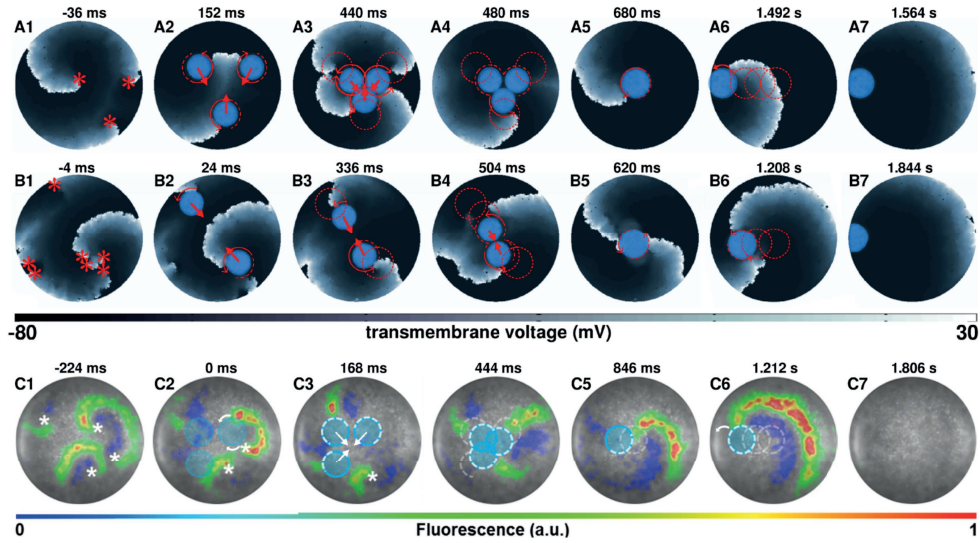 -36 ms 152 ms 440 ms 480 ms 680 ms 1.492 s 1.564 s
A1 A2 A3 A4 A5 A6 A7
-4 ms 24 ms 336 ms 504 ms 620 ms 1.208 s 1.844 s
B1 B2 B3 B4 B5 B6 B7
-80 transmembrane voltage (mV) 30
-224 ms 0 ms 168 ms 444 ms 846 ms 1.212 s 1.806 s
C1 C2 C3 C5 C6 C7
0 Fluorescence (a.u.) 1